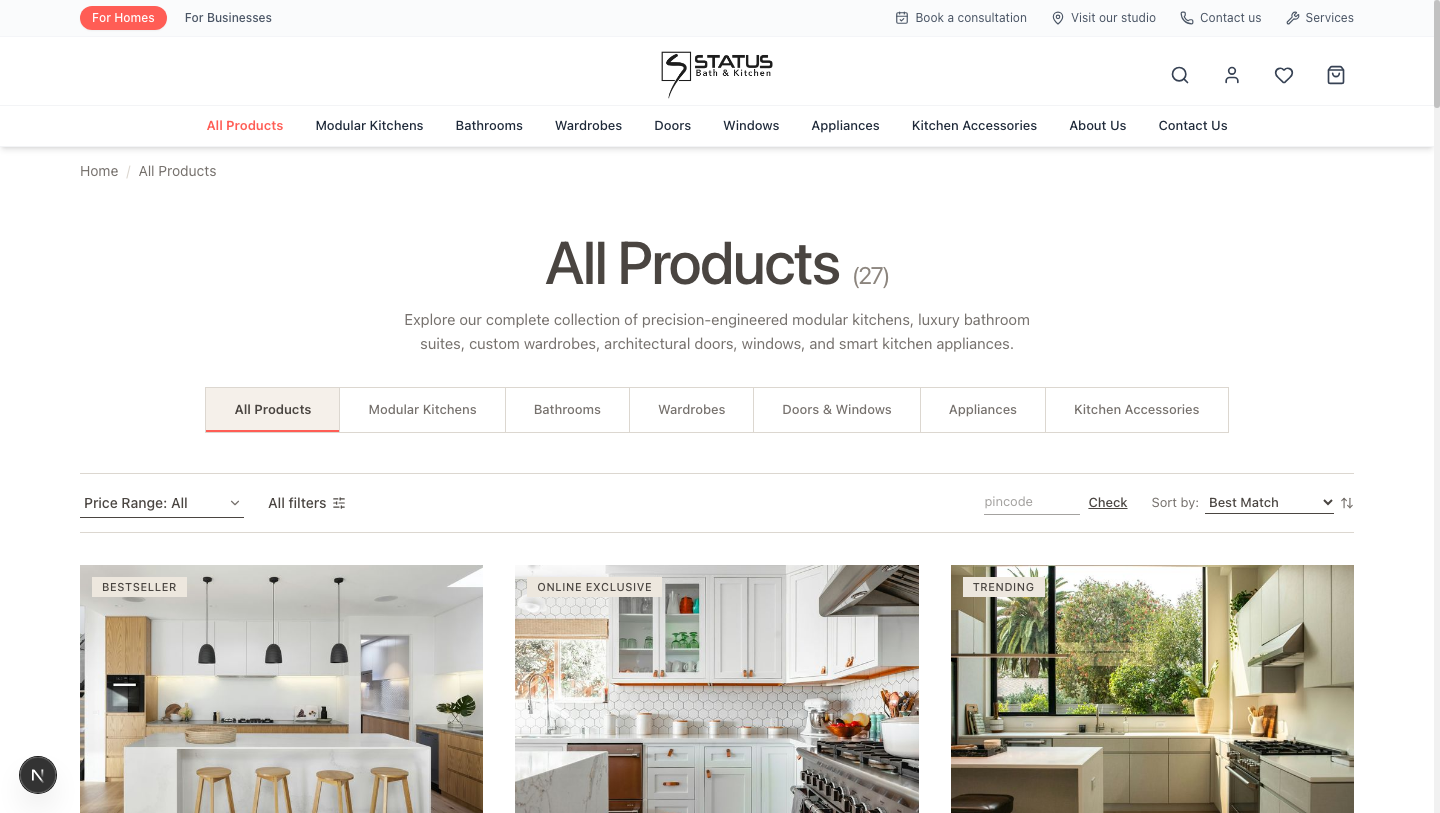 For Homes
For Businesses
Book a consultation
Visit our studio
Contact us
Services
STATUS
Bath & Kitchen
All Products
Modular Kitchens
Bathrooms
Wardrobes
Doors
Windows
Appliances
Kitchen Accessories
About Us
Contact Us
Home / All Products
All Products (27)
Explore our complete collection of precision-engineered modular kitchens, luxury bathroom
suites, custom wardrobes, architectural doors, windows, and smart kitchen appliances.
All Products
Modular Kitchens
Bathrooms
Wardrobes
Doors & Windows
Appliances
Kitchen Accessories
Price Range: All
All filters
pincode
Check
Sort by:
Best Match
BESTSELLER
ONLINE EXCLUSIVE
TRENDING
N